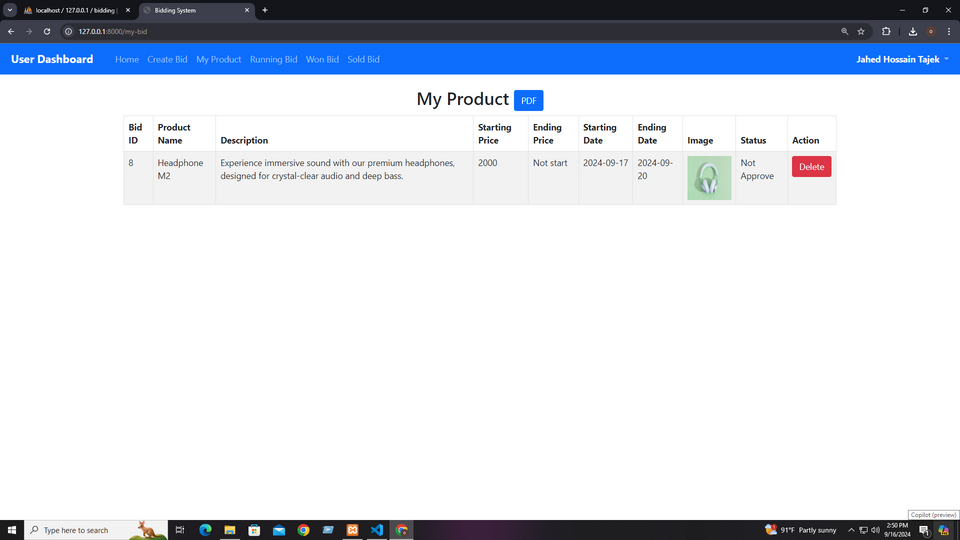 localhost / 127.0.0.1 / bidding |
Bidding System
127.0.0.1:8000/my-bid
User Dashboard Home Create Bid My Product Running Bid Won Bid Sold Bid Jahed Hossain Tajek
My Product PDF
Bid ID Product Name Description Starting Price Ending Price Starting Date Ending Date Image Status Action
8 Headphone M2 Experience immersive sound with our premium headphones, 2000 Not start 2024-09-17 2024-09-20 Not Approve Delete
designed for crystal-clear audio and deep bass.
Copilot (preview)
Type here to search 91°F Partly sunny 2:50 PM
9/16/2024